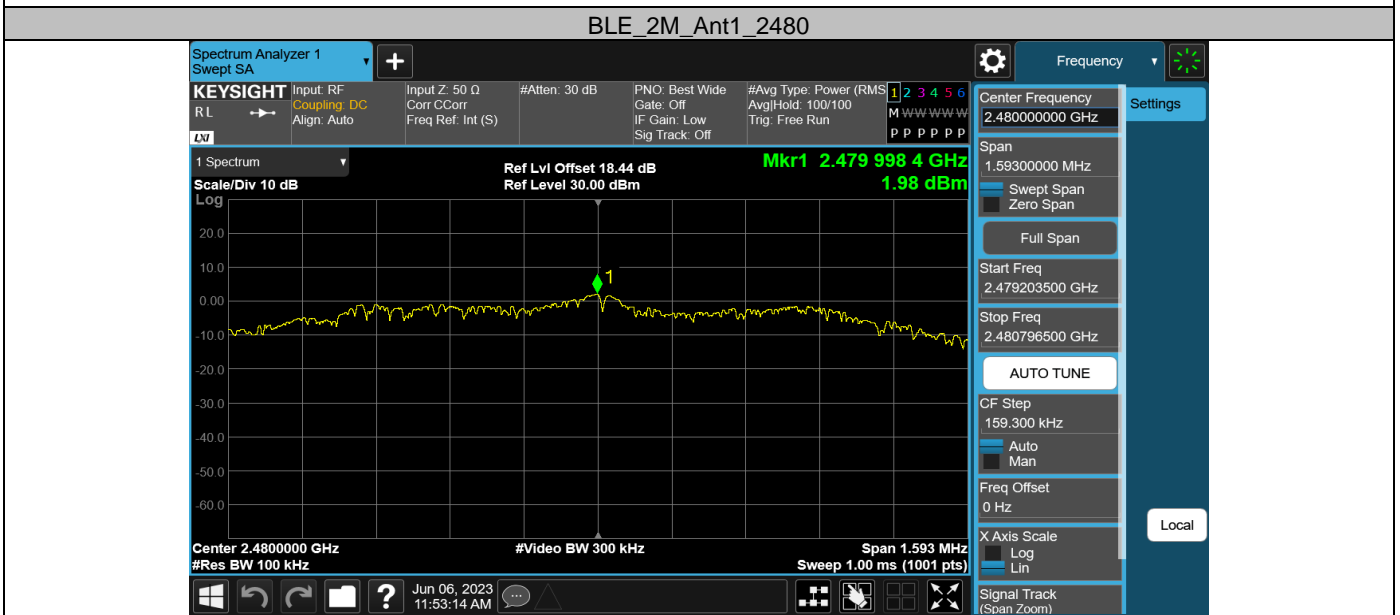 BLE_2M_Ant1_2480
Spectrum Analyzer 1
Swept SA
+
Frequency
KEYSIGHT
RL
LXI
Input: RF
Coupling: DC
Align: Auto
Input Z: 50 Ω
Corr CCorr
Freq Ref: Int (S)
#Atten: 30 dB
PNO: Best Wide
Gate: Off
IF Gain: Low
Sig Track: Off
#Avg Type: Power (RMS
Avg|Hold: 100/100
Trig: Free Run
1 2 3 4 5 6
M W W W W W
P P P P P P
1 Spectrum
Scale/Div 10 dB
Ref Lvl Offset 18.44 dB
Ref Level 30.00 dBm
Mkr1 2.479 998 4 GHz
1.98 dBm
Log
20.0
10.0
0.00
-10.0
-20.0
-30.0
-40.0
-50.0
-60.0
1
Center 2.4800000 GHz
#Video BW 300 kHz
Span 1.593 MHz
#Res BW 100 kHz
Sweep 1.00 ms (1001 pts)
?
Jun 06, 2023
11:53:14 AM
Center Frequency
2.480000000 GHz
Settings
Span
1.59300000 MHz
Swept Span
Zero Span
Full Span
Start Freq
2.479203500 GHz
Stop Freq
2.480796500 GHz
AUTO TUNE
CF Step
159.300 kHz
Auto
Man
Freq Offset
0 Hz
Local
X Axis Scale
Log
Lin
Signal Track
(Span Zoom)